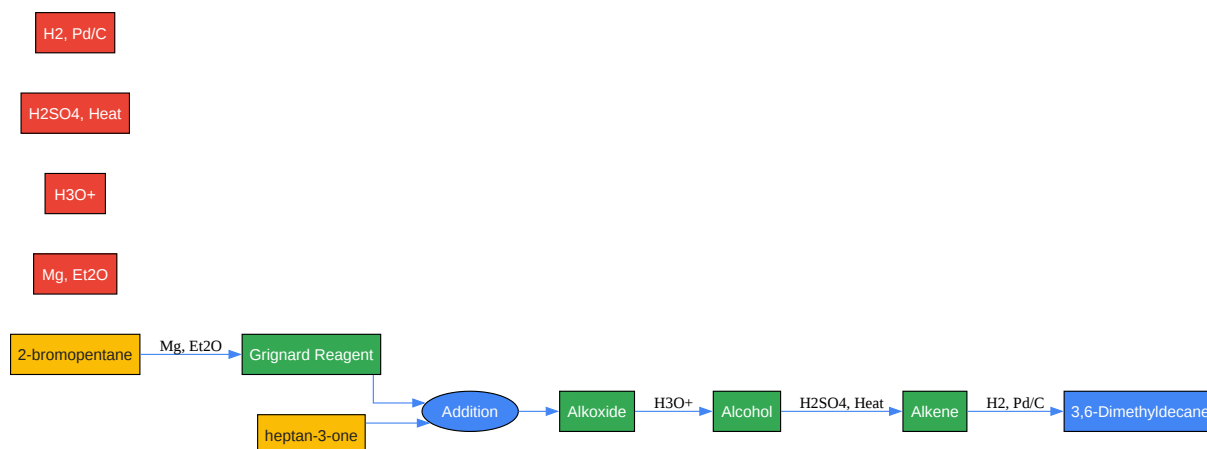 H2, Pd/C
H2SO4, Heat
H3O+
Mg, Et2O
2-bromopentane
Mg, Et2O
Grignard Reagent
heptan-3-one
Addition
Alkoxide
H3O+
Alcohol
H2SO4, Heat
Alkene
H2, Pd/C
3,6-Dimethyldecane